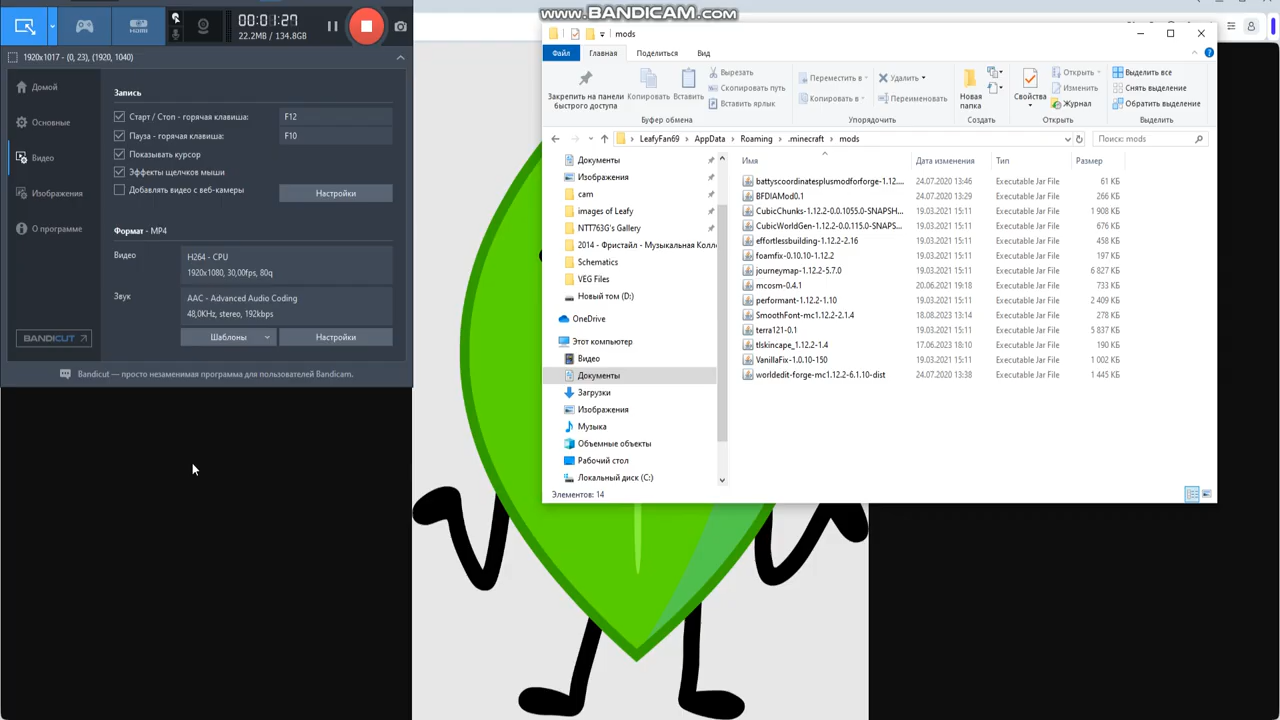 www.BANDICAM.com
00:01:27
22.2MB / 134.8GB
HDMI
1920x1017 - (0, 23), (1920, 1040)
Домой
Основные
Видео
Изображения
О программе
BANDICUT
Запись
Старт / Стоп - горячая клавиша:
F12
Пауза - горячая клавиша:
F10
Показывать курсор
Эффекты щелчков мыши
Добавлять видео с веб-камеры
Настройки
Формат - MP4
Видео
H264 - CPU
1920x1080, 30,00fps, 80q
Звук
AAC - Advanced Audio Coding
48,0KHz, stereo, 192kbps
Шаблоны
Настройки
Bandicut — просто незаменимая программа для пользователей Bandicam.
mods
Файл
Главная
Поделиться
Вид
Закрепить на панели
быстрого доступа
Копировать
Вставить
Вырезать
Скопировать путь
Вставить ярлык
Буфер обмена
Переместить в
Копировать в
Удалить
Переименовать
Упорядочить
Новая
папка
Создать
Свойства
Открыть
Изменить
Журнал
Открыть
Выделить все
Снять выделение
Обратить выделение
Выделить
LeafyFan69 > AppData > Roaming > .minecraft > mods
Поиск: mods
Документы
Изображения
cam
images of Leafy
NTT763G's Gallery
2014 - Фристайл - Музыкальная Колл
Schematics
VEG Files
Новый том (D:)
OneDrive
Этот компьютер
Видео
Документы
Загрузки
Изображения
Музыка
Объемные объекты
Рабочий стол
Локальный диск (C:)
Имя Дата изменения Тип Размер
battyscoordinatesplusmodforforge-1.12.... 24.07.2020 13:46 Executable Jar File 61 КБ
BFDIAMod0.1 24.07.2020 13:29 Executable Jar File 266 КБ
CubicChunks-1.12.2-0.0.1055.0-SNAPSH... 19.03.2021 15:11 Executable Jar File 1 908 КБ
CubicWorldGen-1.12.2-0.0.115.0-SNAPS... 19.03.2021 15:11 Executable Jar File 676 КБ
effortlessbuilding-1.12.2-2.16 19.03.2021 15:11 Executable Jar File 458 КБ
foamfix-0.10.10-1.12.2 19.03.2021 15:11 Executable Jar File 197 КБ
journeymap-1.12.2-5.7.0 19.03.2021 15:11 Executable Jar File 6 827 КБ
mcosm-0.4.1 20.06.2021 19:18 Executable Jar File 733 КБ
performant-1.12.2-1.10 19.03.2021 15:11 Executable Jar File 2 409 КБ
SmoothFont-mc1.12.2-2.1.4 18.08.2023 13:14 Executable Jar File 278 КБ
terra121-0.1 19.03.2021 15:11 Executable Jar File 5 837 КБ
tlskincape_1.12.2-1.4 17.06.2023 18:10 Executable Jar File 190 КБ
VanillaFix-1.0.10-150 19.03.2021 15:11 Executable Jar File 1 002 КБ
worldedit-forge-mc1.12.2-6.1.10-dist 24.07.2020 13:38 Executable Jar File 1 445 КБ
Элементов: 14